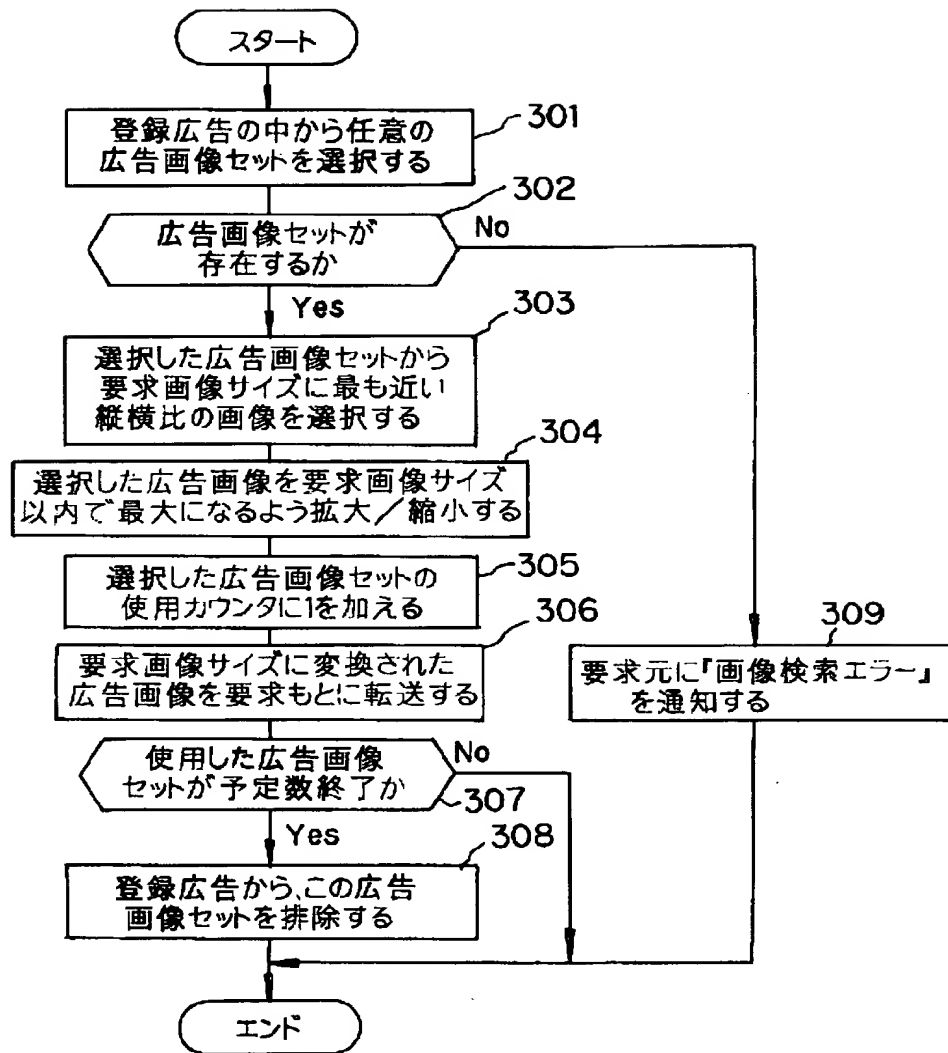 スタート
301
登録広告の中から任意の
広告画像セットを選択する
302
広告画像セットが
存在するか
No
Yes
303
選択した広告画像セットから
要求画像サイズに最も近い
縦横比の画像を選択する
304
選択した広告画像を要求画像サイズ
以内で最大になるよう拡大/縮小する
305
選択した広告画像セットの
使用カウンタに1を加える
306
要求画像サイズに変換された
広告画像を要求もとに転送する
309
要求元に『画像検索エラー』
を通知する
使用した広告画像
セットが予定数終了か
No
307
Yes
308
登録広告から、この広告
画像セットを排除する
エンド